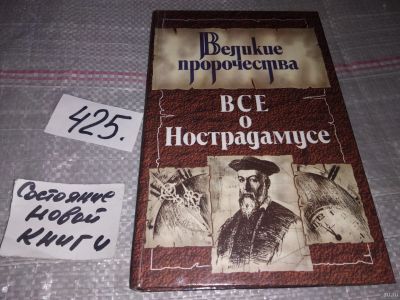 Великие
пророчества
ВСЕ
о
Нострадамусе
425.
Состояние
новой
книги